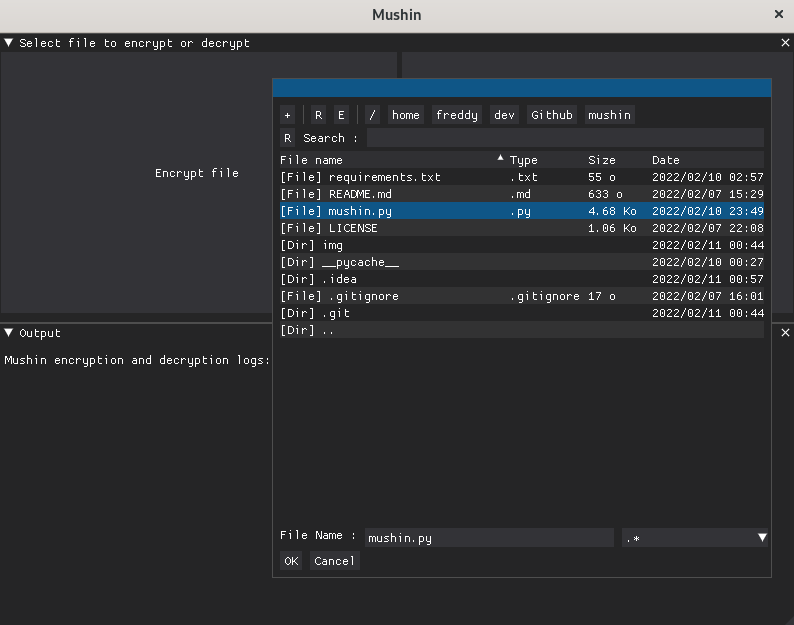 Mushin ×
▼ Select file to encrypt or decrypt ×
Encrypt file
+ | R E | / home freddy dev Github mushin
R Search :
File name ▲ Type Size Date
[File] requirements.txt .txt 55 o 2022/02/10 02:57
[File] README.md .md 633 o 2022/02/07 15:29
[File] mushin.py .py 4.68 Ko 2022/02/10 23:49
[File] LICENSE 1.06 Ko 2022/02/07 22:08
[Dir] img 2022/02/11 00:44
[Dir] __pycache__ 2022/02/10 00:27
[Dir] .idea 2022/02/11 00:57
[File] .gitignore .gitignore 17 o 2022/02/07 16:01
[Dir] .git 2022/02/11 00:44
[Dir] ..
▼ Output ×
Mushin encryption and decryption logs:
File Name : mushin.py .* ▼
OK Cancel